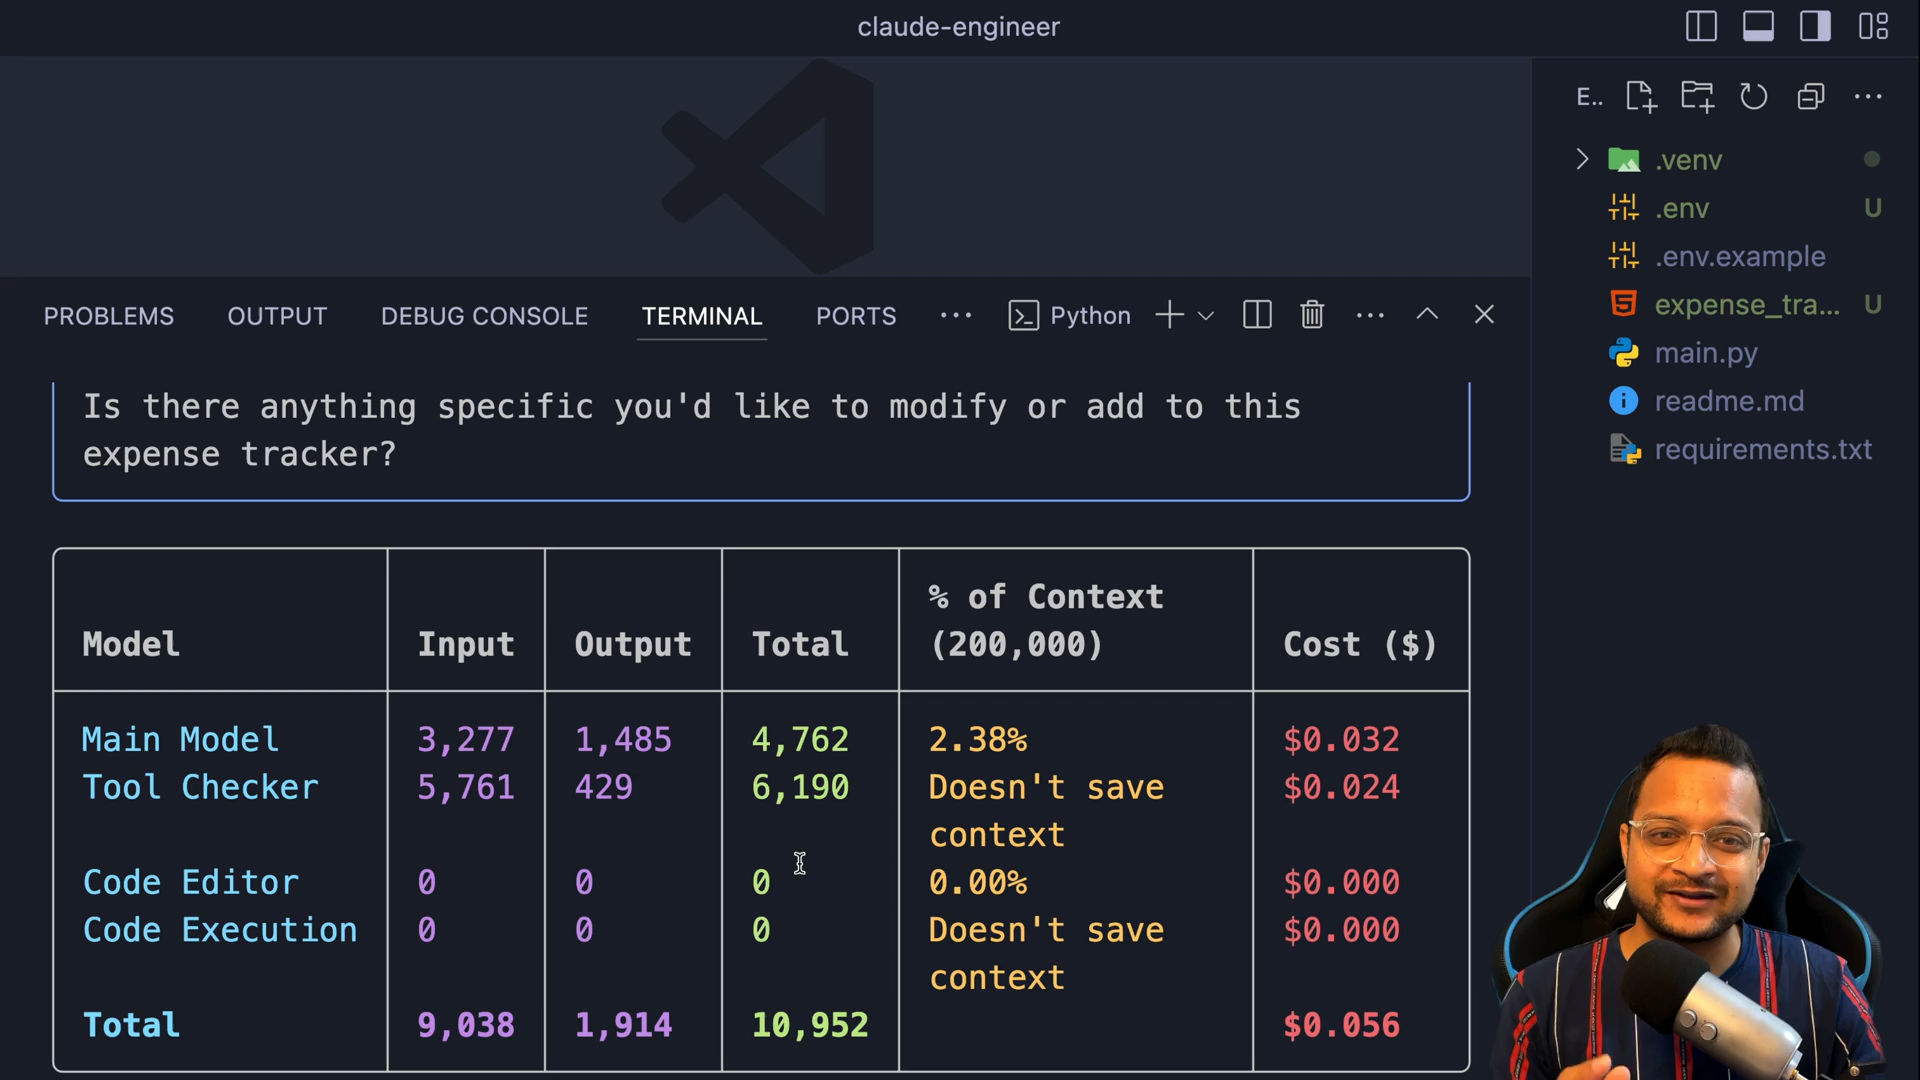 claude-engineer
E..
.venv
.env U
.env.example
expense_tra... U
main.py
readme.md
requirements.txt
PROBLEMS OUTPUT DEBUG CONSOLE TERMINAL PORTS ... Python
Is there anything specific you'd like to modify or add to this
expense tracker?
% of Context
Model Input Output Total (200,000) Cost ($)
Main Model 3,277 1,485 4,762 2.38% $0.032
Tool Checker 5,761 429 6,190 Doesn't save $0.024
context
Code Editor 0 0 0 0.00% $0.000
Code Execution 0 0 0 Doesn't save $0.000
context
Total 9,038 1,914 10,952 $0.056